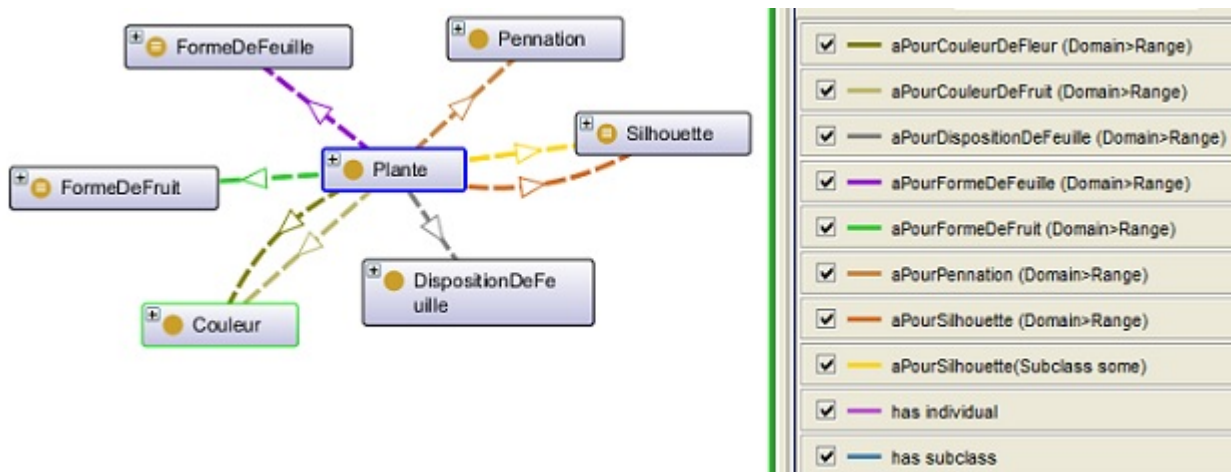 FormeDeFeuille
Pennation
Silhouette
Plante
FormeDeFruit
DispositionDeFe
uille
Couleur
aPourCouleurDeFleur (Domain>Range)
aPourCouleurDeFruit (Domain>Range)
aPourDispositionDeFeuille (Domain>Range)
aPourFormeDeFeuille (Domain>Range)
aPourFormeDeFruit (Domain>Range)
aPourPennation (Domain>Range)
aPourSilhouette (Domain>Range)
aPourSilhouette(Subclass some)
has individual
has subclass